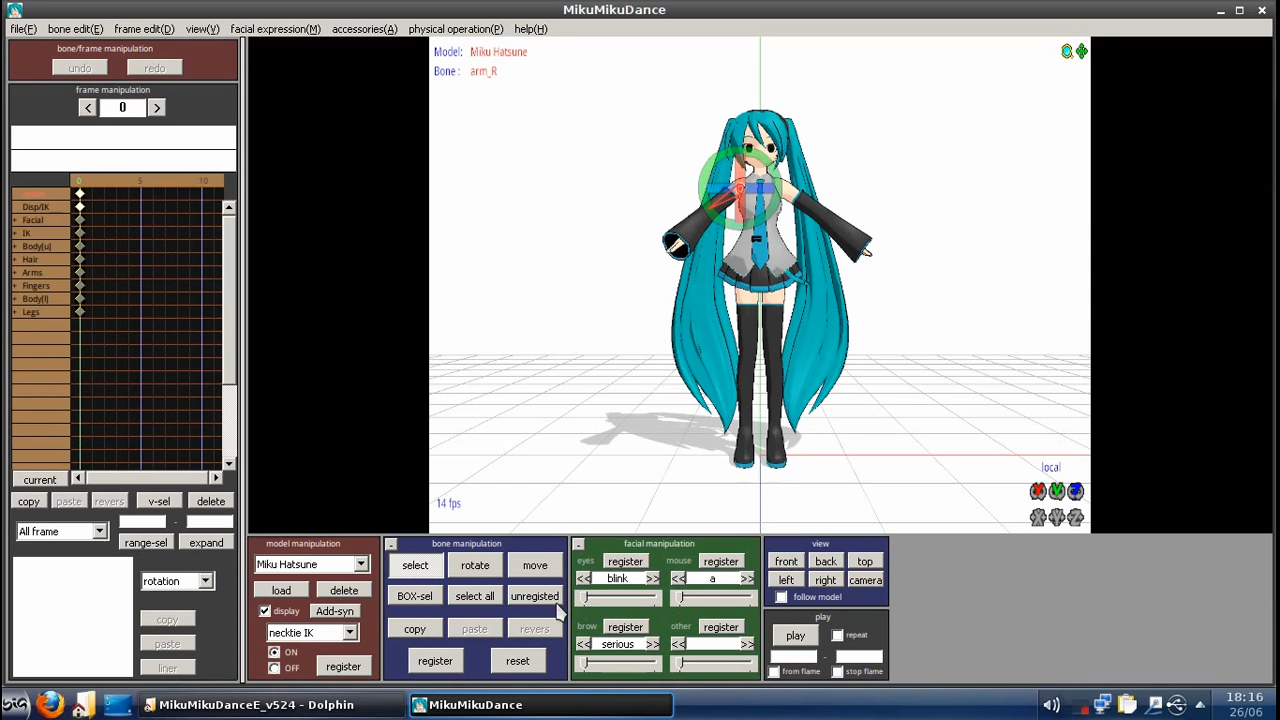 MikuMikuDance
file(F) bone edit(E) frame edit(D) view(V) facial expression(M) accessories(A) physical operation(P) help(H)
bone/frame manipulation
undo redo
frame manipulation
< 0 >
0 5 10
Disp/IK
+ Facial
+ IK
+ Body[u]
+ Hair
+ Arms
+ Fingers
+ Body[l]
+ Legs
current
copy paste revers v-sel delete
All frame -
range-sel expand
rotation
copy
paste
liner
Model: Miku Hatsune
Bone : arm_R
14 fps
local
X Y Z
X Y Z
model manipulation
Miku Hatsune
load delete
display Add-syn
necktie IK
ON
OFF register
- bone manipulation
select rotate move
BOX-sel select all unregisted
copy paste revers
register reset
- facial manipulation
eyes register mouse register
<< blink >> << a >>
brow register other register
<< serious >> << >>
view
front back top
left right camera
follow model
play
play repeat
-
from flame stop flame
MikuMikuDanceE_v524 - Dolphin
MikuMikuDance
18:16
26/06